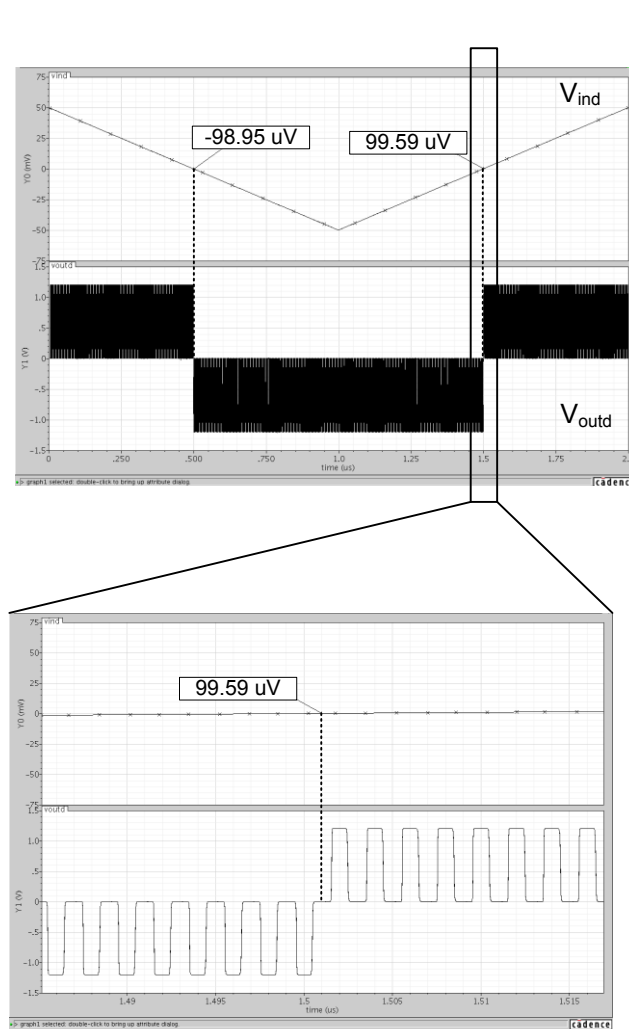 75
vind
50
25
0
-25
-50
-75
Y0 (mV)
Vind
-98.95 uV
99.59 uV
1.5
voutd
1.0
.5
0
-.5
-1.0
-1.5
Y1 (V)
Voutd
0 .250 .500 .750 1.0 1.25 1.5 1.75 2.
time (us)
graph1 selected: double-click to bring up attribute dialog
cādenc
75
vind
50
25
0
-25
-50
-75
Y0 (mV)
99.59 uV
1.5
voutd
1.0
.5
0
-.5
-1.0
-1.5
Y1 (V)
1.49 1.495 1.5 1.505 1.51 1.515
time (us)
graph1 selected: double-click to bring up attribute dialog
cādence